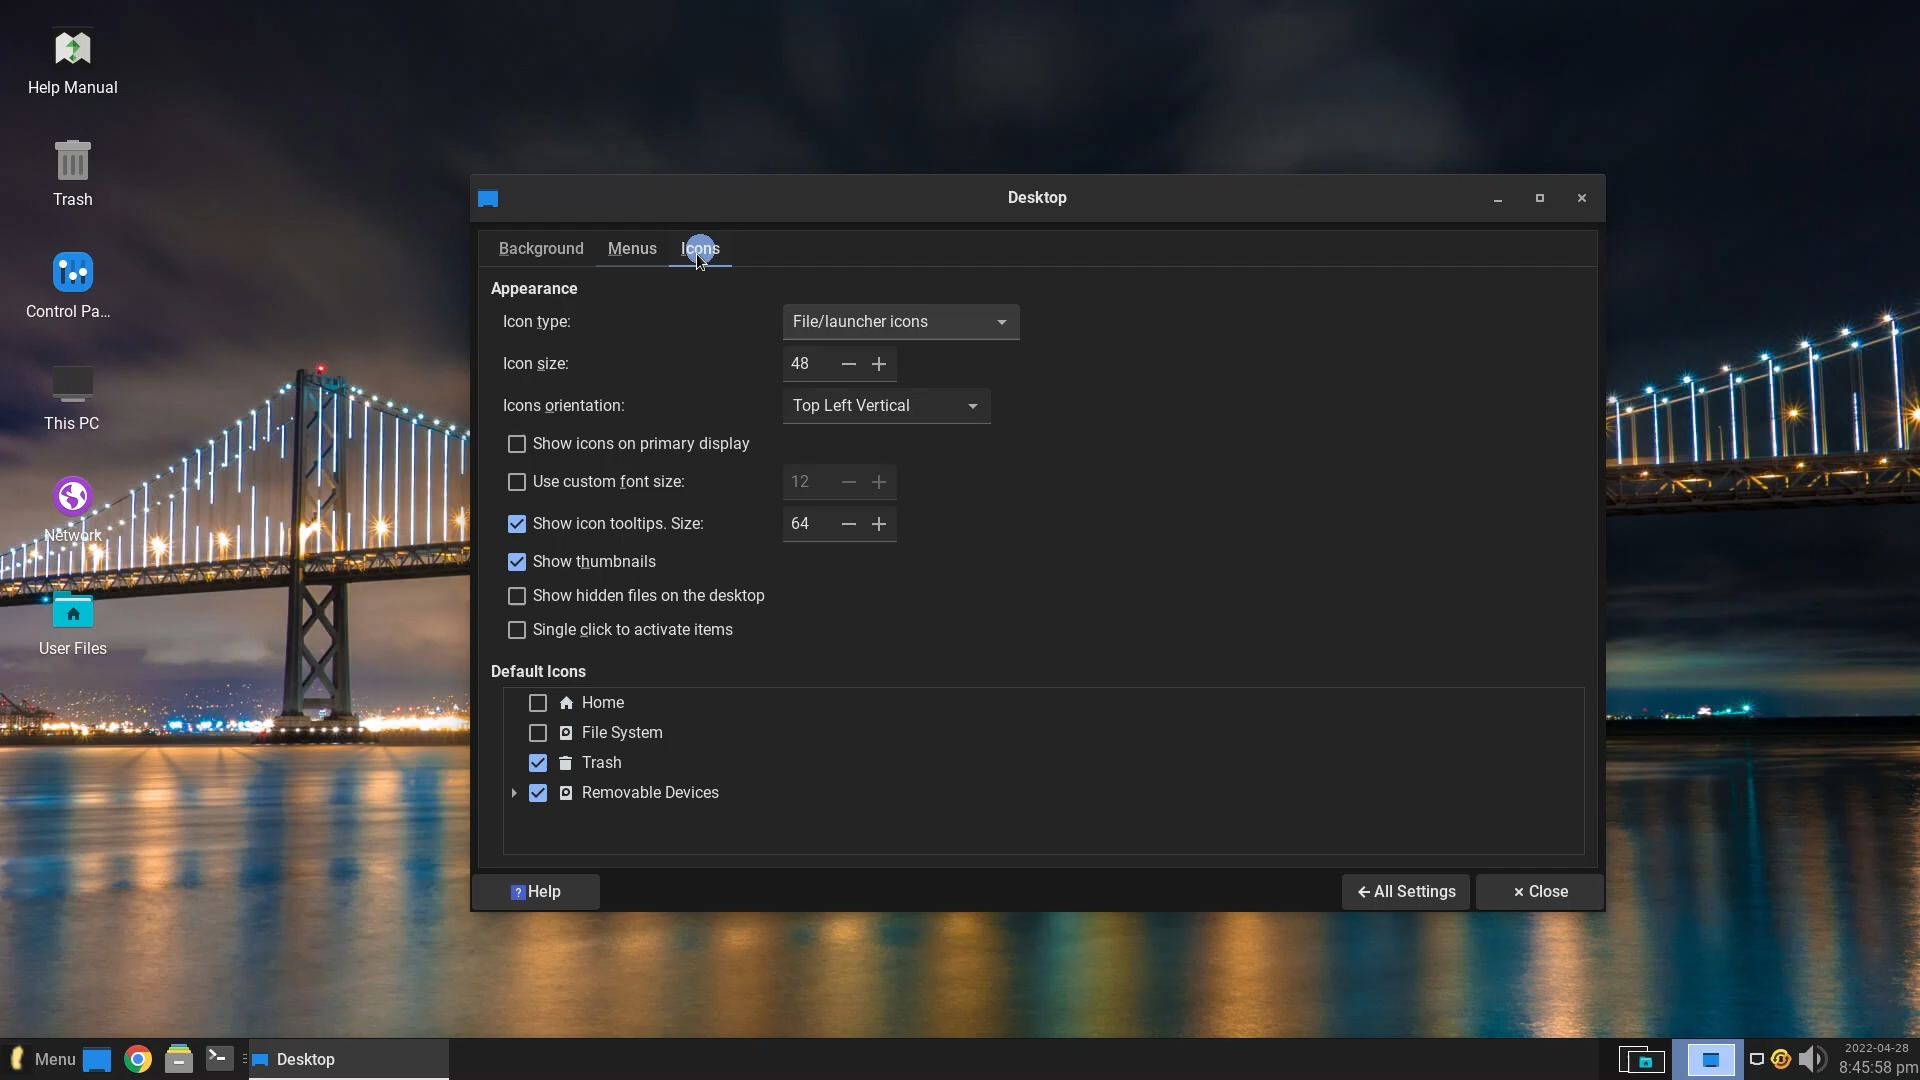 Help Manual
Trash
Control Pa...
This PC
Network
User Files
Desktop
Background Menus Icons
Appearance
Icon type: File/launcher icons
Icon size: 48
Icons orientation: Top Left Vertical
Show icons on primary display
Use custom font size: 12
Show icon tooltips. Size: 64
Show thumbnails
Show hidden files on the desktop
Single click to activate items
Default Icons
Home
File System
Trash
Removable Devices
? Help
All Settings
Close
Menu
Desktop
2022-04-28
8:45:58 pm